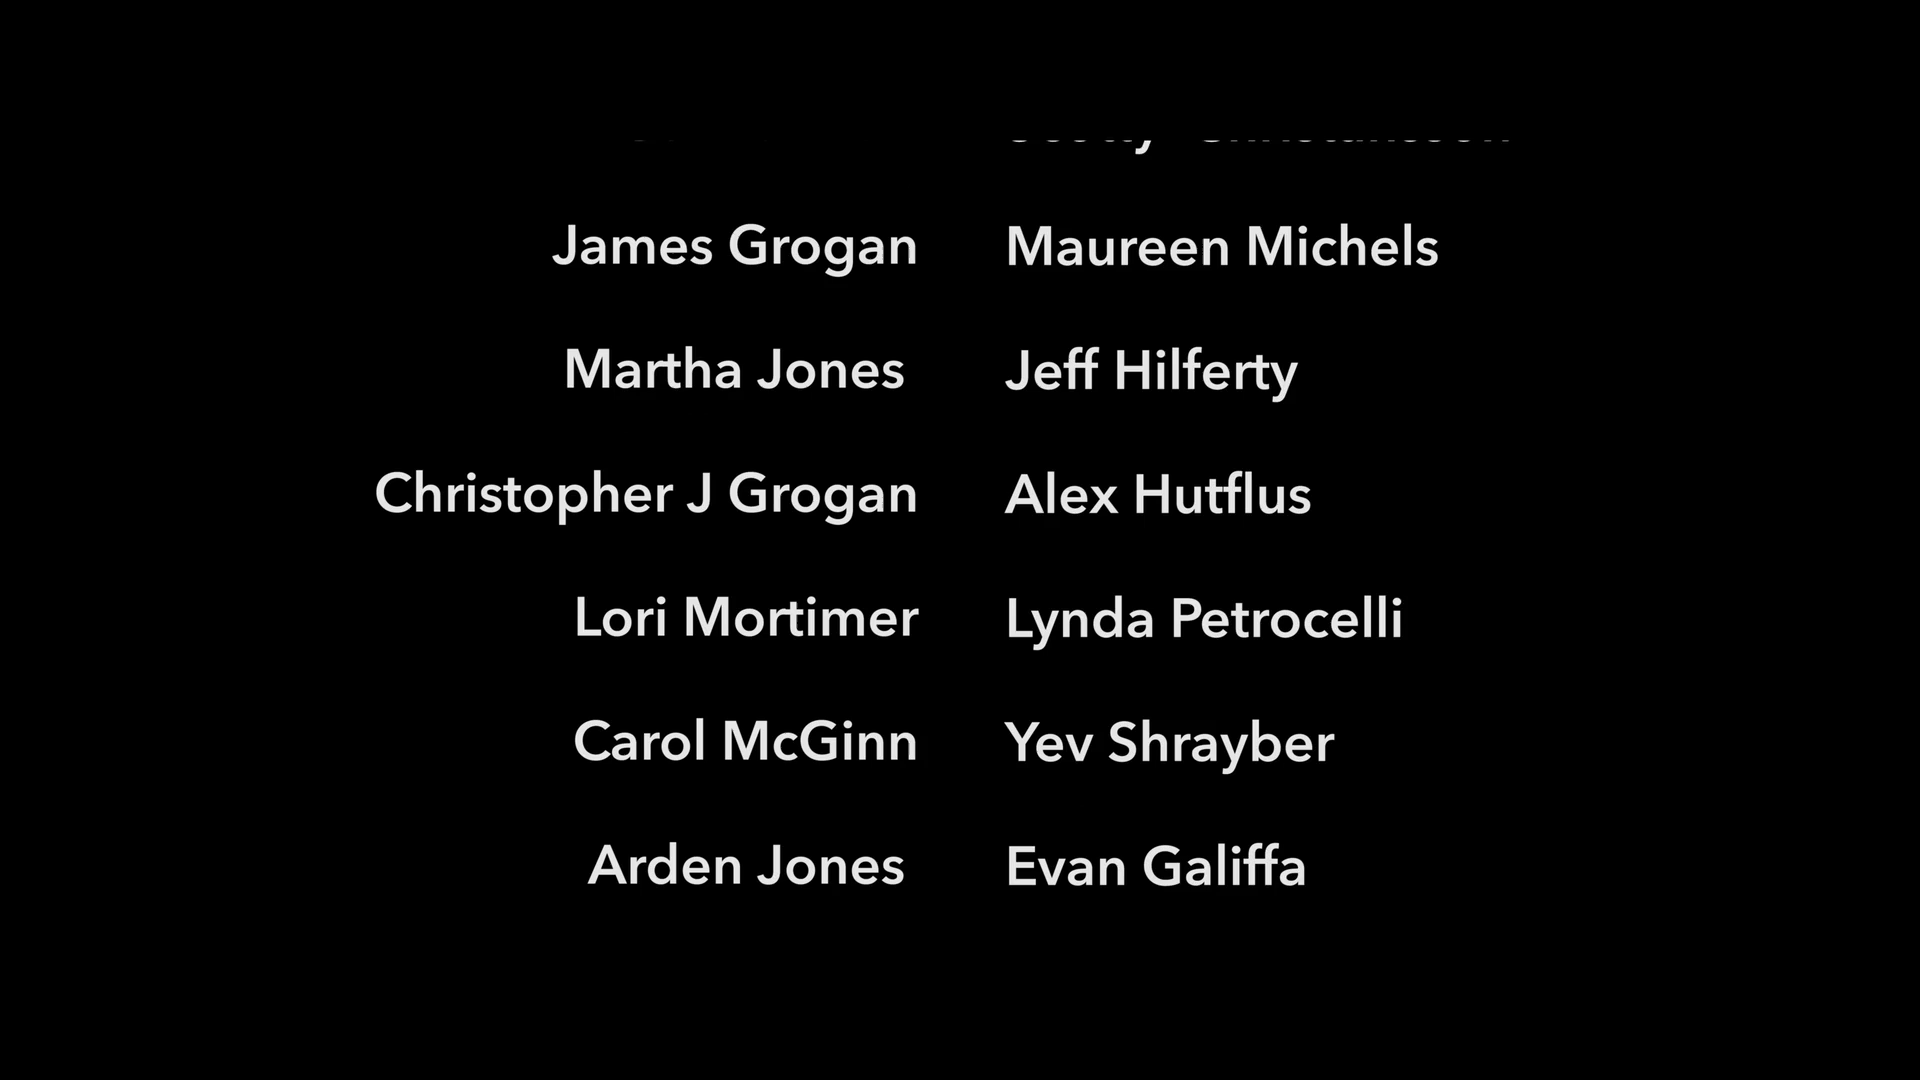 James Grogan Maureen Michels
Martha Jones Jeff Hilferty
Christopher J Grogan Alex Hutflus
Lori Mortimer Lynda Petrocelli
Carol McGinn Yev Shrayber
Arden Jones Evan Galiffa